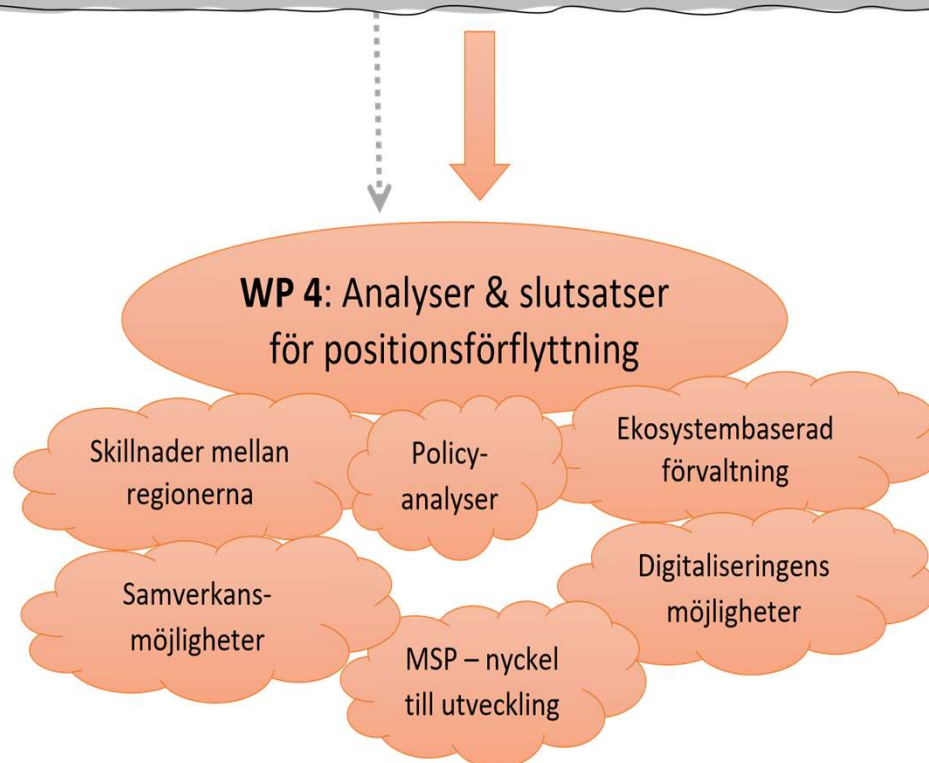 WP 4: Analyser & slutsatser
för positionsförflyttning
Skillnader mellan
regionerna
Policy-
analyser
Ekosystembaserad
förvaltning
Samverkans-
möjligheter
MSP – nyckel
till utveckling
Digitaliseringens
möjligheter